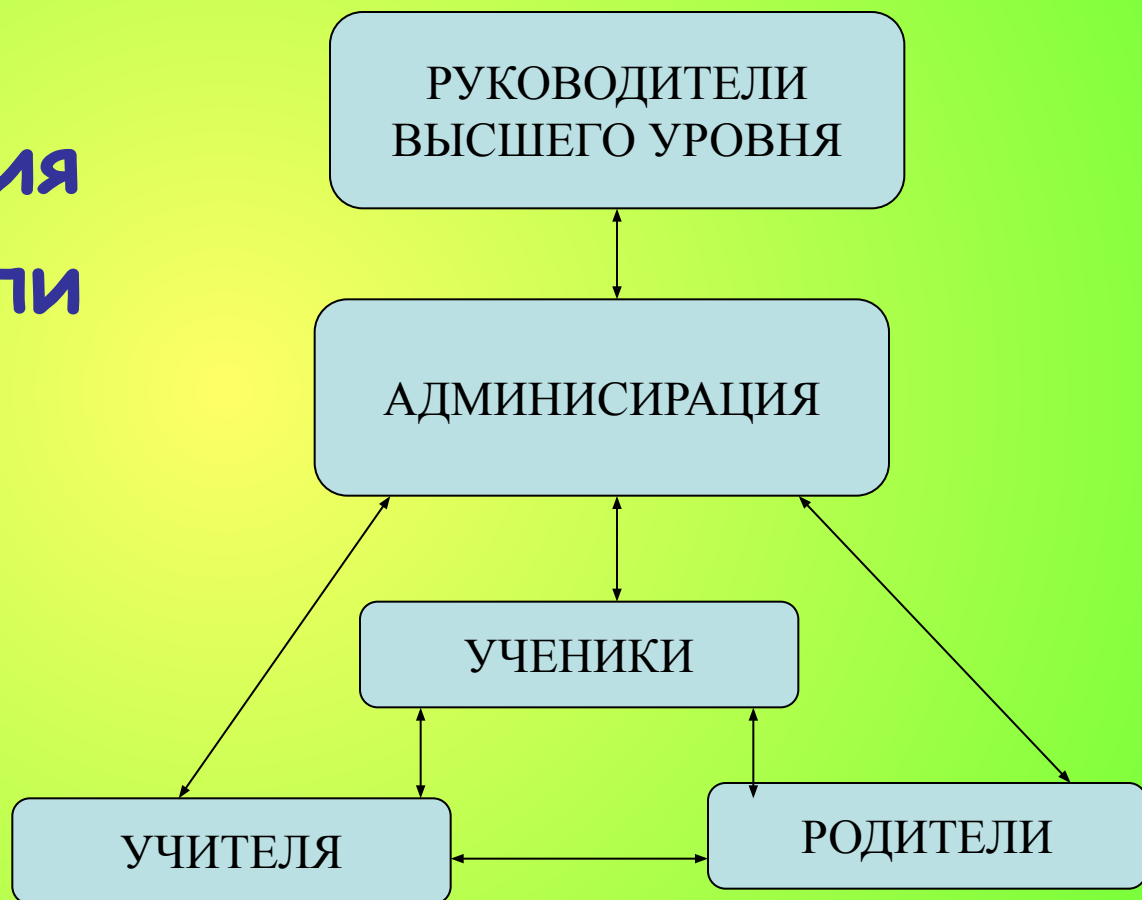 РУКОВОДИТЕЛИ
ВЫСШЕГО УРОВНЯ
АДМИНИСИРАЦИЯ
УЧЕНИКИ
УЧИТЕЛЯ
РОДИТЕЛИ